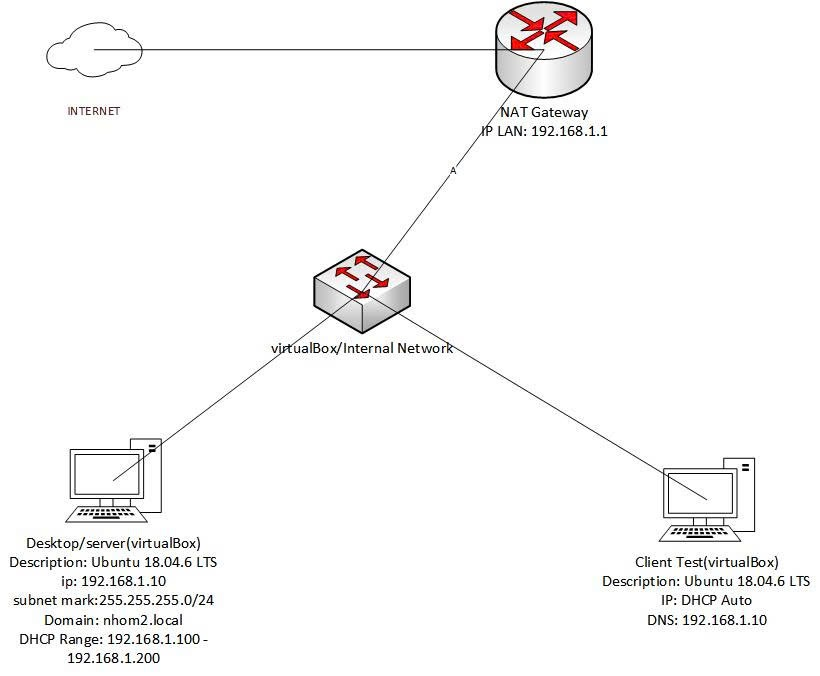 INTERNET
NAT Gateway
IP LAN: 192.168.1.1
A
virtualBox/Internal Network
Desktop/server(virtualBox)
Description: Ubuntu 18.04.6 LTS
ip: 192.168.1.10
subnet mark:255.255.255.0/24
Domain: nhom2.local
DHCP Range: 192.168.1.100 -
192.168.1.200
Client Test(virtualBox)
Description: Ubuntu 18.04.6 LTS
IP: DHCP Auto
DNS: 192.168.1.10